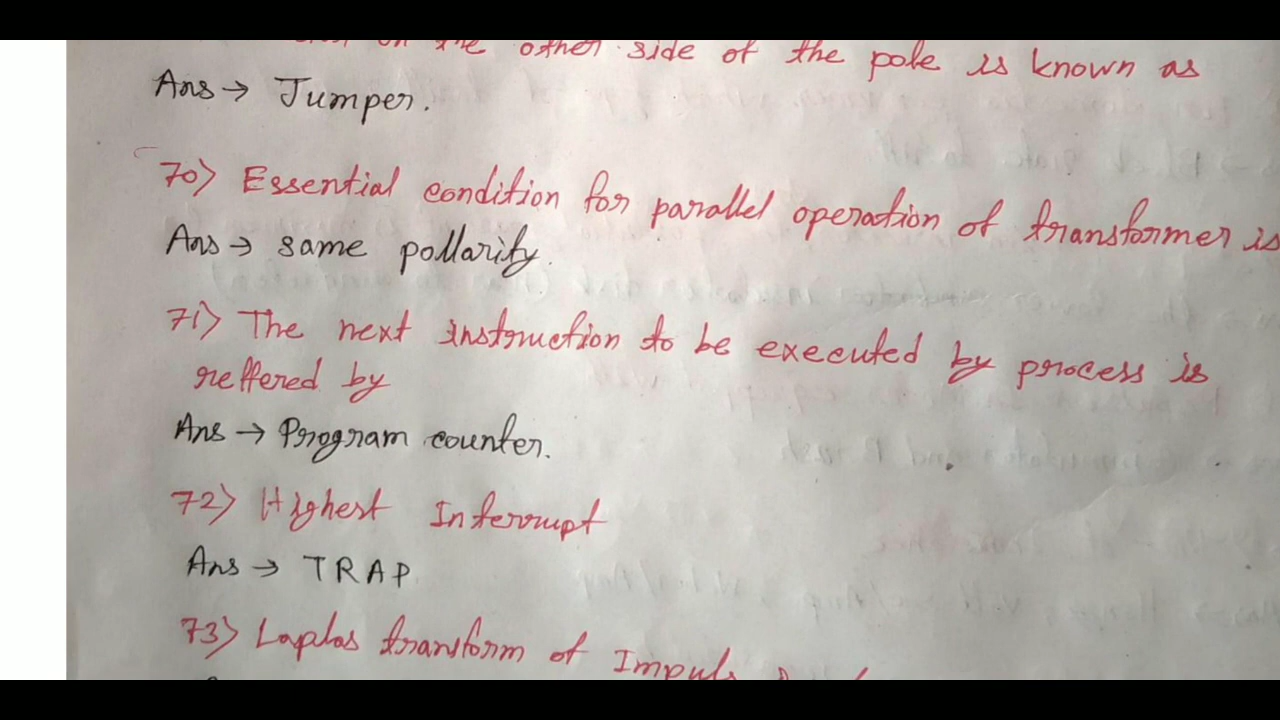 the other side of the pole is known as
Ans → Jumper.
70) Essential condition for parallel operation of transformer is
Ans → same pollarity.
71) The next instruction to be executed by process is
reffered by
Ans → Program counter.
72) Highest Interrupt
Ans → TRAP
73) Laplas transform of Impuls